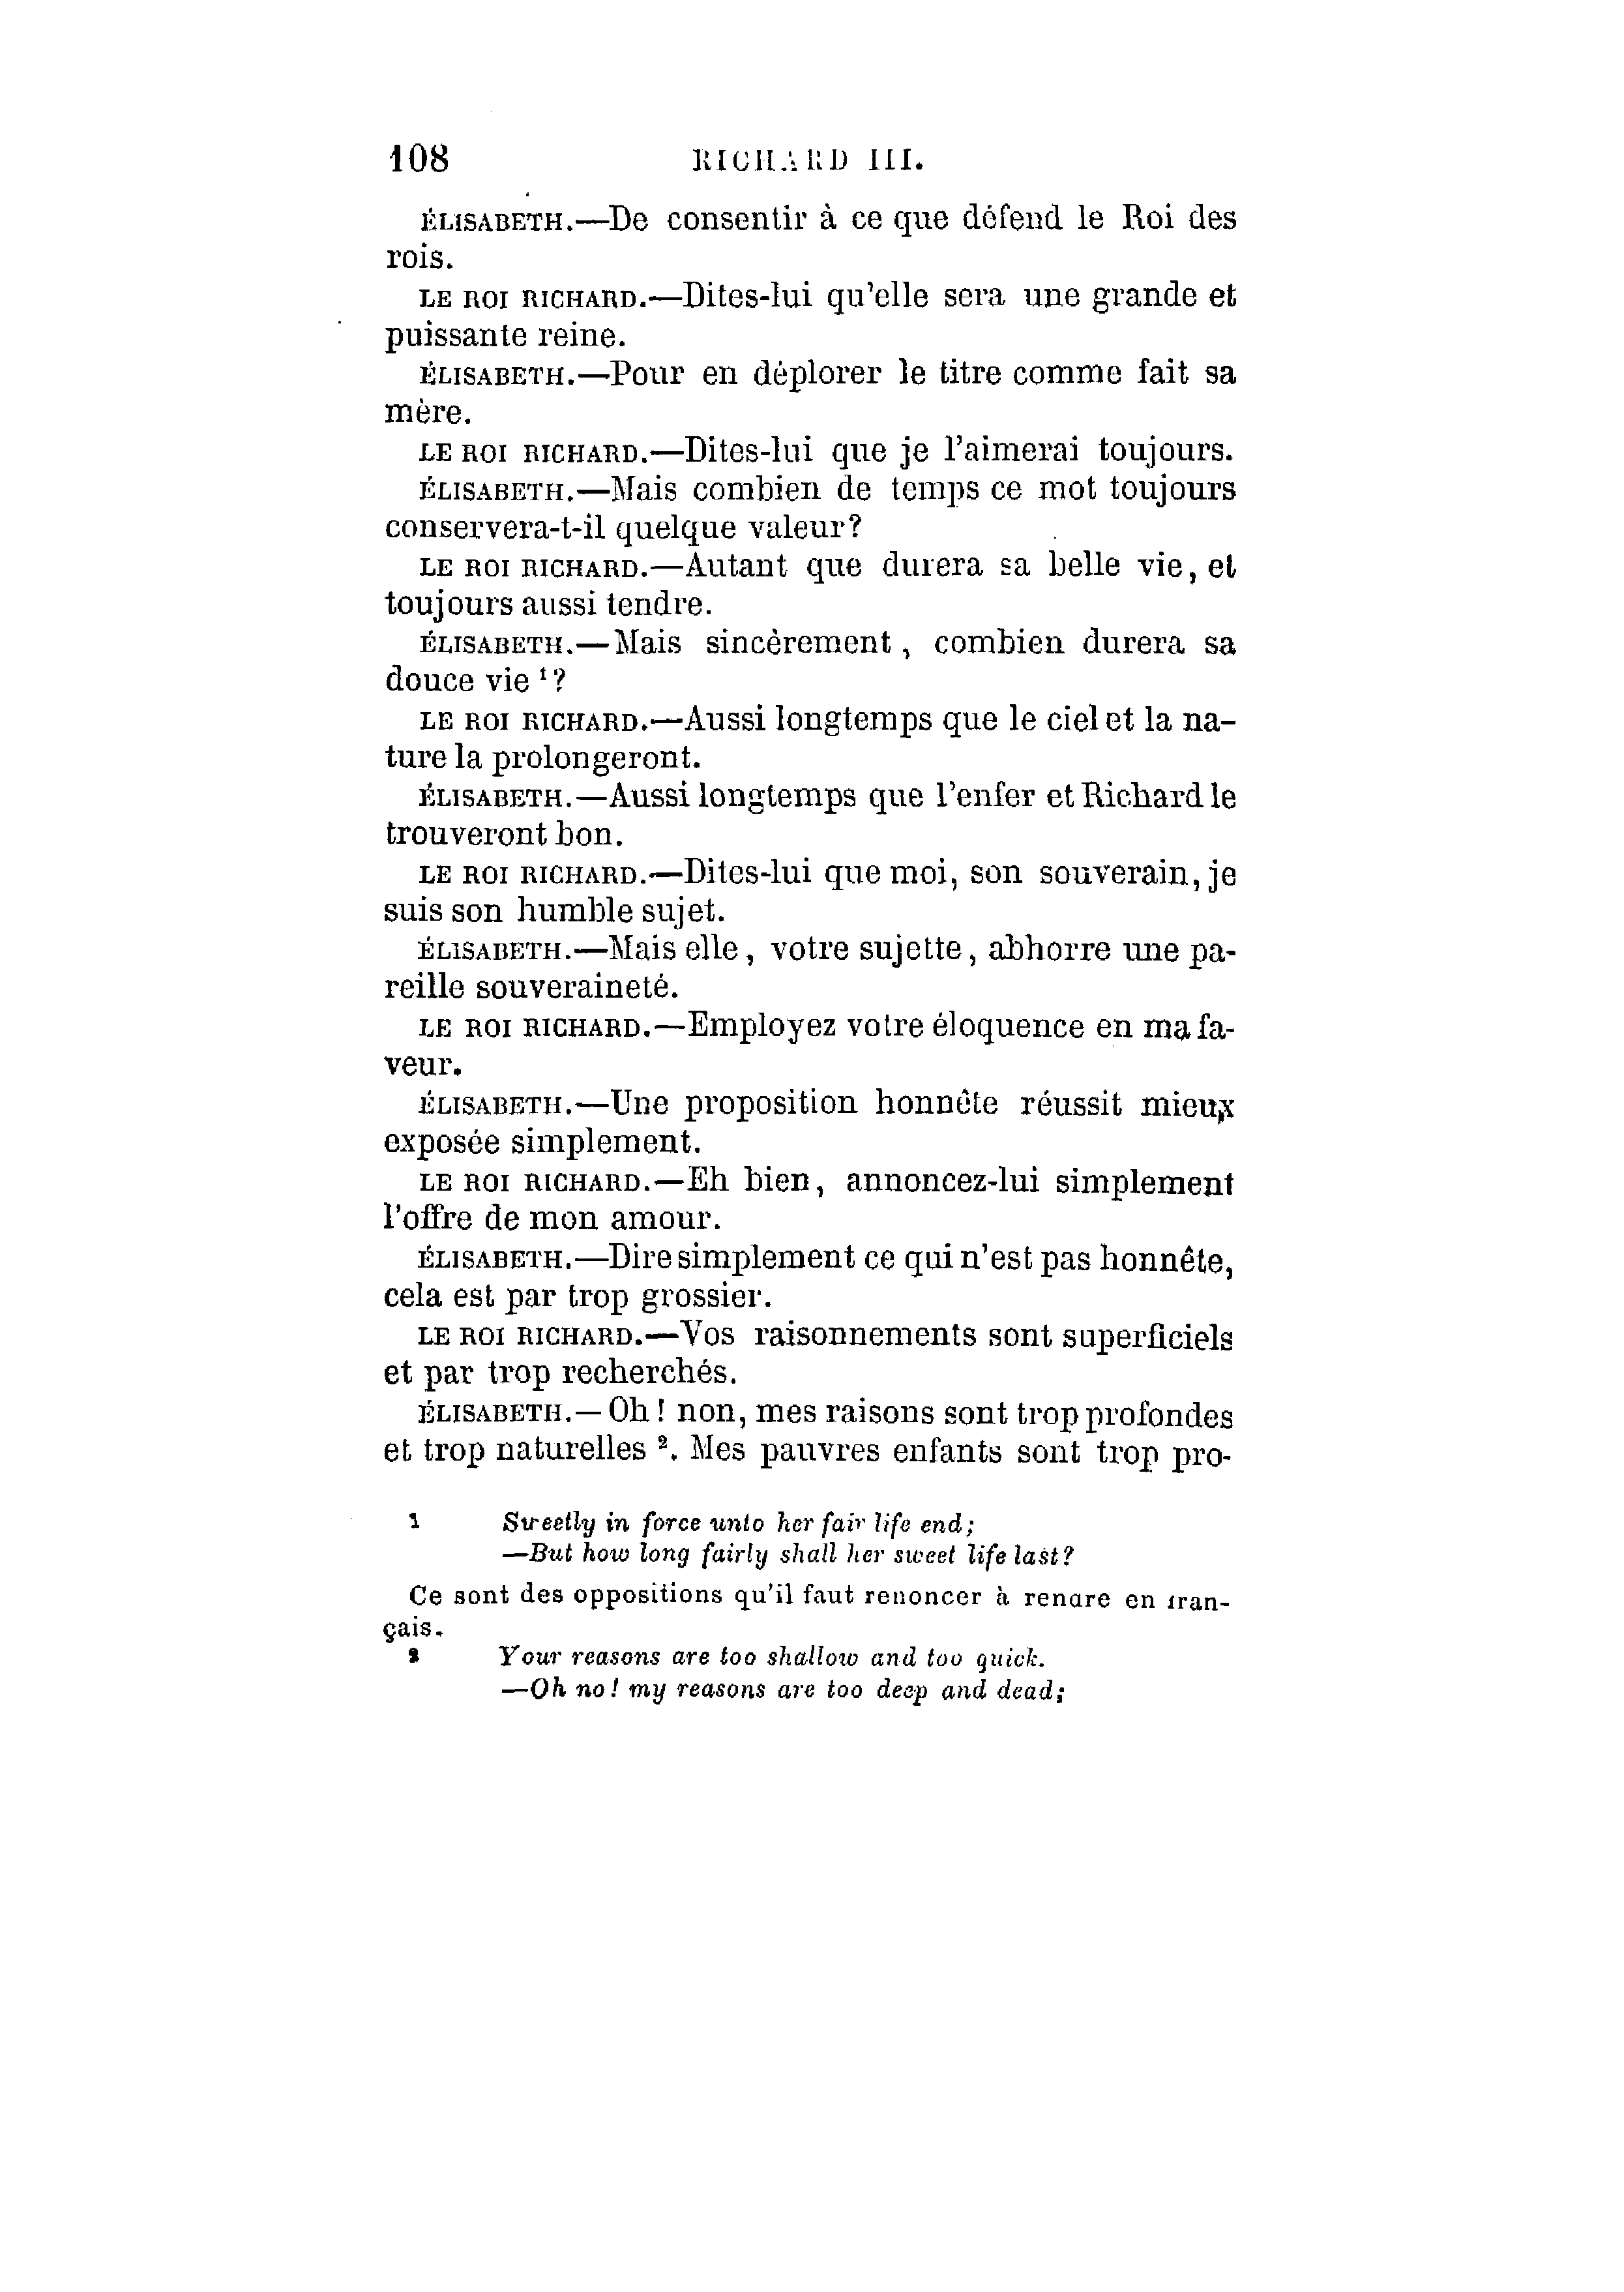 108 RICHARD III.
ÉLISABETH.—De consentir à ce que défend le Roi des
rois.
LE ROI RICHARD.—Dites-lui qu'elle sera une grande et
puissante reine.
ÉLISABETH.—Pour en déplorer le titre comme fait sa
mère.
LE ROI RICHARD.—Dites-lui que je l'aimerai toujours.
ÉLISABETH.—Mais combien de temps ce mot toujours
conservera-t-il quelque valeur?
LE ROI RICHARD.—Autant que durera sa belle vie, et
toujours aussi tendre.
ÉLISABETH.—Mais sincèrement, combien durera sa
douce vie ¹?
LE ROI RICHARD.—Aussi longtemps que le ciel et la na-
ture la prolongeront.
ÉLISABETH.—Aussi longtemps que l'enfer et Richard le
trouveront bon.
LE ROI RICHARD.—Dites-lui que moi, son souverain, je
suis son humble sujet.
ÉLISABETH.—Mais elle, votre sujette, abhorre une pa-
reille souveraineté.
LE ROI RICHARD.—Employez votre éloquence en ma fa-
veur.
ÉLISABETH.—Une proposition honnête réussit mieux
exposée simplement.
LE ROI RICHARD.—Eh bien, annoncez-lui simplement
l'offre de mon amour.
ÉLISABETH.—Dire simplement ce qui n'est pas honnête,
cela est par trop grossier.
LE ROI RICHARD.—Vos raisonnements sont superficiels
et par trop recherchés.
ÉLISABETH.—Oh! non, mes raisons sont trop profondes
et trop naturelles ². Mes pauvres enfants sont trop pro-
1 Sweetly in force unto her fair life end;
—But how long fairly shall her sweet life last?
Ce sont des oppositions qu'il faut renoncer à rendre en fran-
çais.
2 Your reasons are too shallow and too quick.
—Oh no! my reasons are too deep and dead;